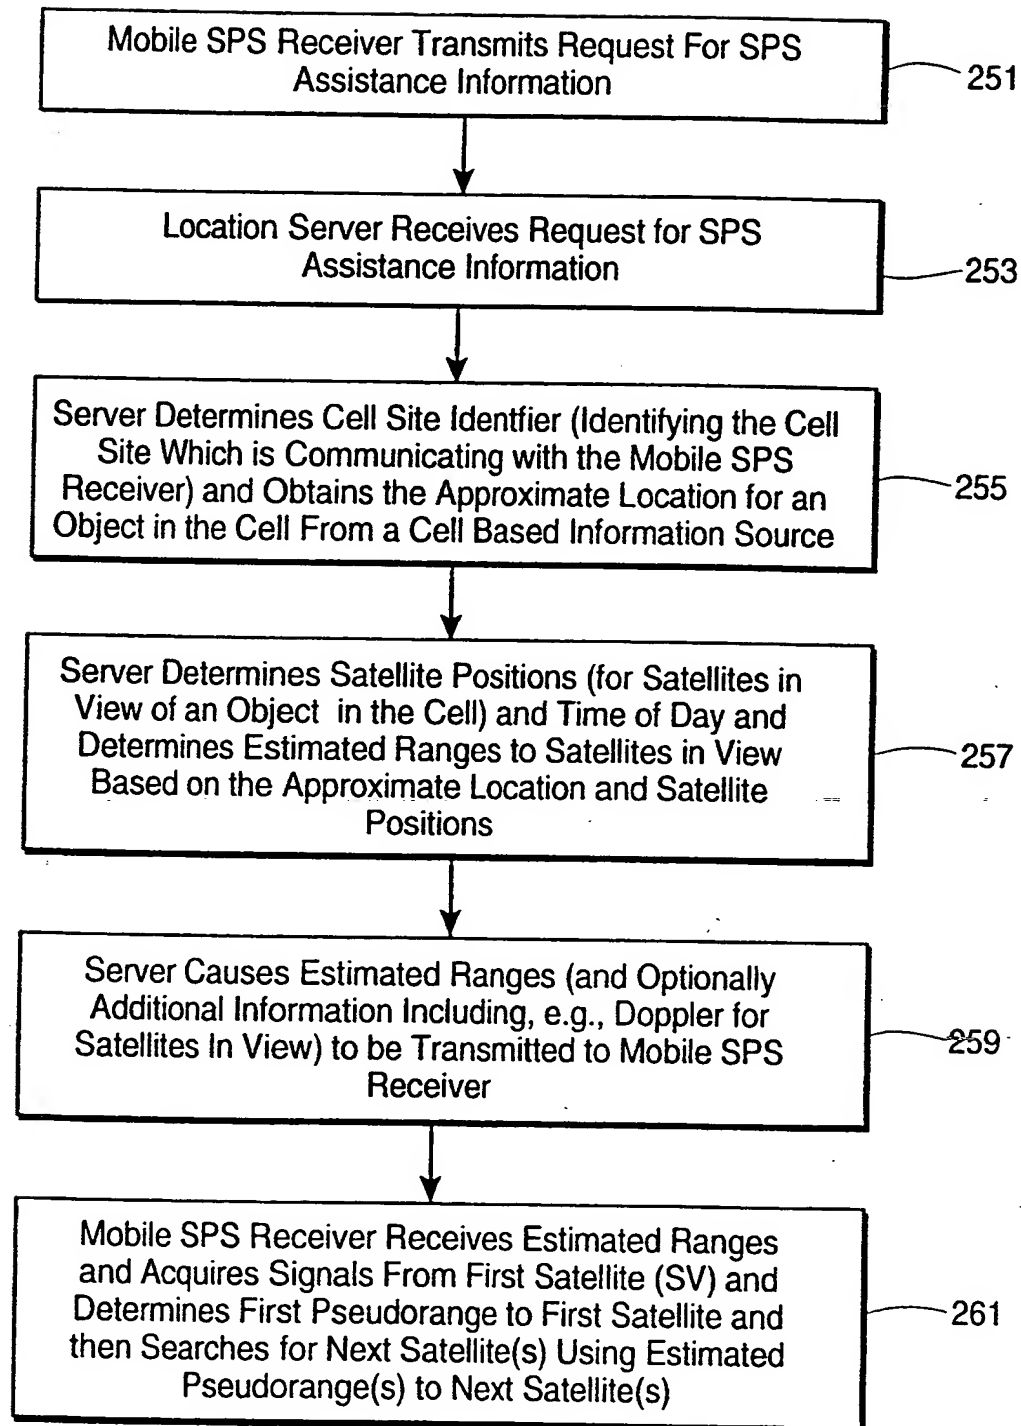 Mobile SPS Receiver Transmits Request For SPS
Assistance Information
251
Location Server Receives Request for SPS
Assistance Information
253
Server Determines Cell Site Identfier (Identifying the Cell
Site Which is Communicating with the Mobile SPS
Receiver) and Obtains the Approximate Location for an
Object in the Cell From a Cell Based Information Source
255
Server Determines Satellite Positions (for Satellites in
View of an Object in the Cell) and Time of Day and
Determines Estimated Ranges to Satellites in View
Based on the Approximate Location and Satellite
Positions
257
Server Causes Estimated Ranges (and Optionally
Additional Information Including, e.g., Doppler for
Satellites In View) to be Transmitted to Mobile SPS
Receiver
259
Mobile SPS Receiver Receives Estimated Ranges
and Acquires Signals From First Satellite (SV) and
Determines First Pseudorange to First Satellite and
then Searches for Next Satellite(s) Using Estimated
Pseudorange(s) to Next Satellite(s)
261